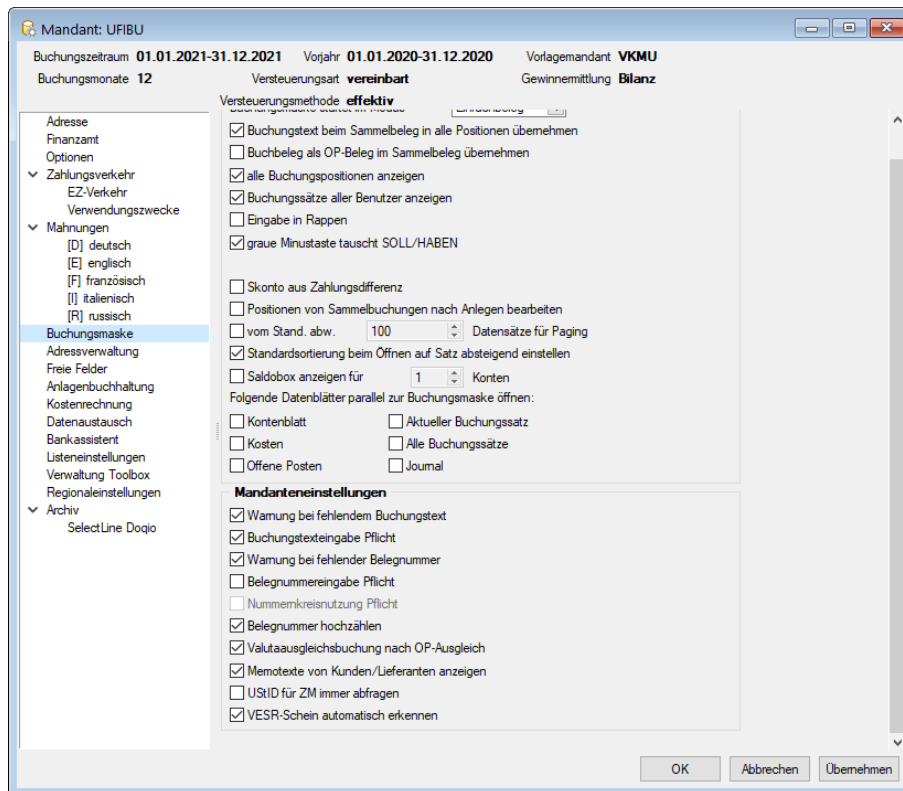 Mandant: UFIBU
Buchungszeitraum 01.01.2021-31.12.2021 Vorjahr 01.01.2020-31.12.2020 Vorlagemandant VKMU
Buchungsmonate 12 Versteuerungsart vereinbart Gewinnermittlung Bilanz
Versteuerungsmethode effektiv
Adresse
Finanzamt
Optionen
Zahlungsverkehr
EZ-Verkehr
Verwendungszwecke
Mahnungen
[D] deutsch
[E] englisch
[F] französisch
[I] italienisch
[R] russisch
Buchungsmaske
Adressverwaltung
Freie Felder
Anlagenbuchhaltung
Kostenrechnung
Datenaustausch
Bankassistent
Listeneinstellungen
Verwaltung Toolbox
Regionaleinstellungen
Archiv
SelectLine Doqio
Buchungsmaske startet im Modus Einfachbeleg
Buchungstext beim Sammelbeleg in alle Positionen übernehmen
Buchbeleg als OP-Beleg im Sammelbeleg übernehmen
alle Buchungspositionen anzeigen
Buchungssätze aller Benutzer anzeigen
Eingabe in Rappen
graue Minustaste tauscht SOLL/HABEN
Skonto aus Zahlungsdifferenz
Positionen von Sammelbuchungen nach Anlegen bearbeiten
vom Stand. abw. 100 Datensätze für Paging
Standardsortierung beim Öffnen auf Satz absteigend einstellen
Saldobox anzeigen für 1 Konten
Folgende Datenblätter parallel zur Buchungsmaske öffnen:
Kontenblatt Aktueller Buchungssatz
Kosten Alle Buchungssätze
Offene Posten Journal
Mandanteneinstellungen
Warnung bei fehlendem Buchungstext
Buchungstexteingabe Pflicht
Warnung bei fehlender Belegnummer
Belegnummereingabe Pflicht
Nummernkreisnutzung Pflicht
Belegnummer hochzählen
Valutaausgleichsbuchung nach OP-Ausgleich
Memotexte von Kunden/Lieferanten anzeigen
UStID für ZM immer abfragen
VESR-Schein automatisch erkennen
OK Abbrechen Übernehmen